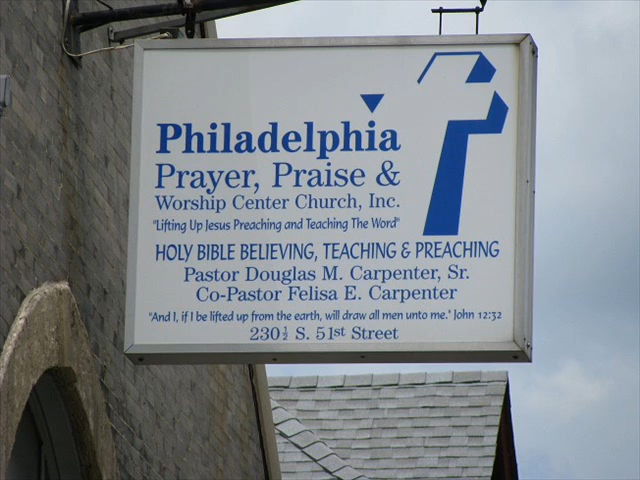 Philadelphia
Prayer, Praise &
Worship Center Church, Inc.
"Lifting Up Jesus Preaching and Teaching The Word"
HOLY BIBLE BELIEVING, TEACHING & PREACHING
Pastor Douglas M. Carpenter, Sr.
Co-Pastor Felisa E. Carpenter
"And I, if I be lifted up from the earth, will draw all men unto me." John 12:32
230½ S. 51st Street